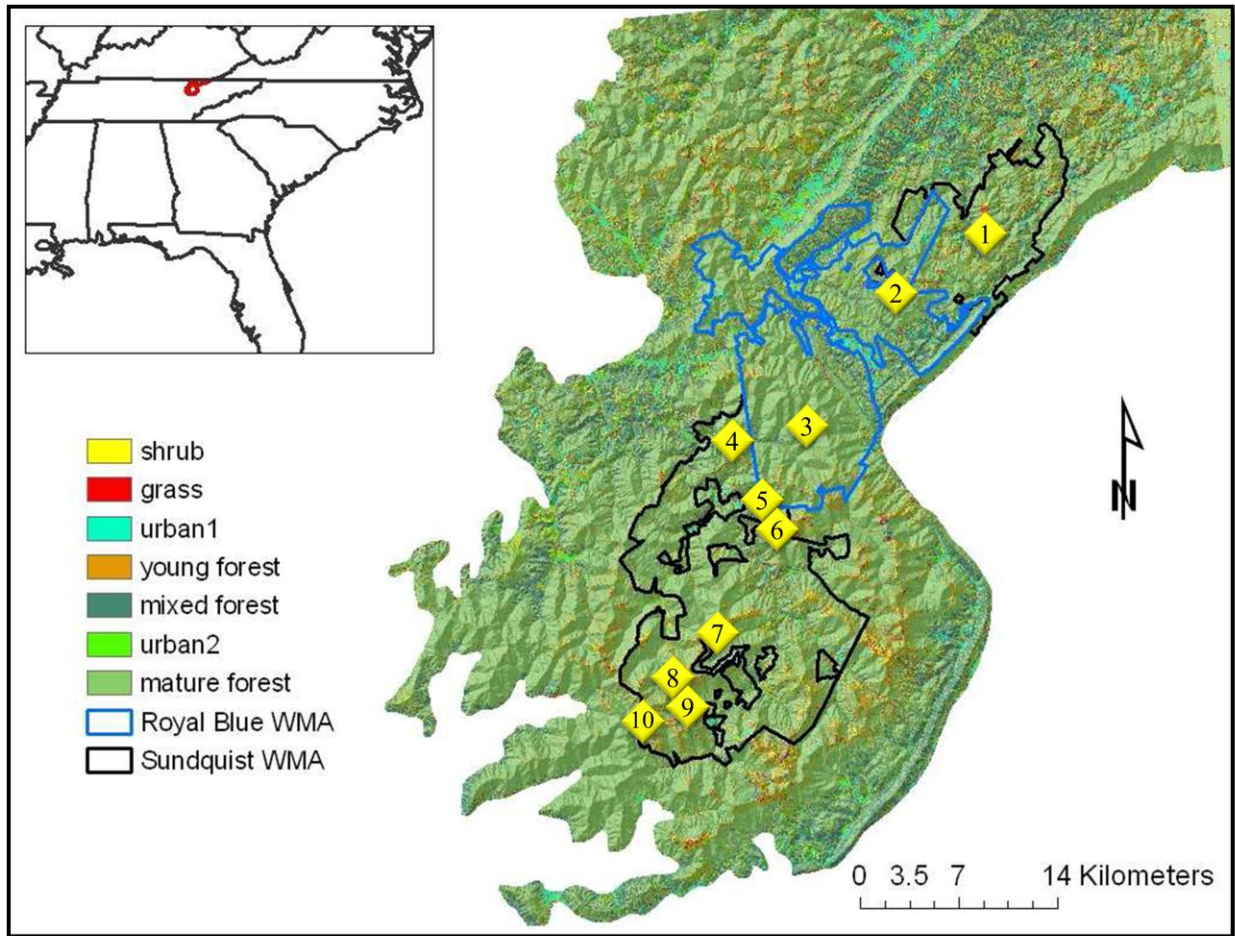 1
2
3
4
5
6
7
8
9
10
shrub
grass
urban1
young forest
mixed forest
urban2
mature forest
Royal Blue WMA
Sundquist WMA
N
0 3.5 7 14 Kilometers